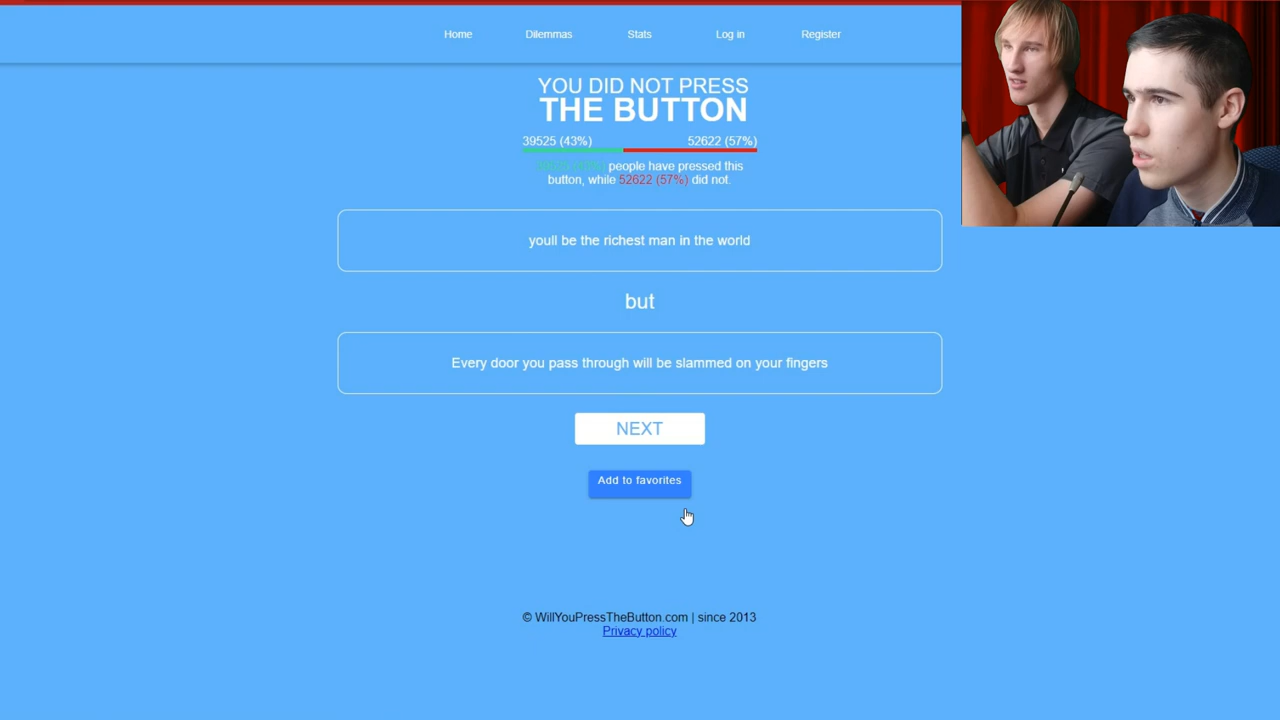 Home Dilemmas Stats Log in Register
YOU DID NOT PRESS
THE BUTTON
39525 (43%) 52622 (57%)
39525 (43%) people have pressed this
button, while 52622 (57%) did not.
youll be the richest man in the world
but
Every door you pass through will be slammed on your fingers
NEXT
Add to favorites
© WillYouPressTheButton.com | since 2013
Privacy policy